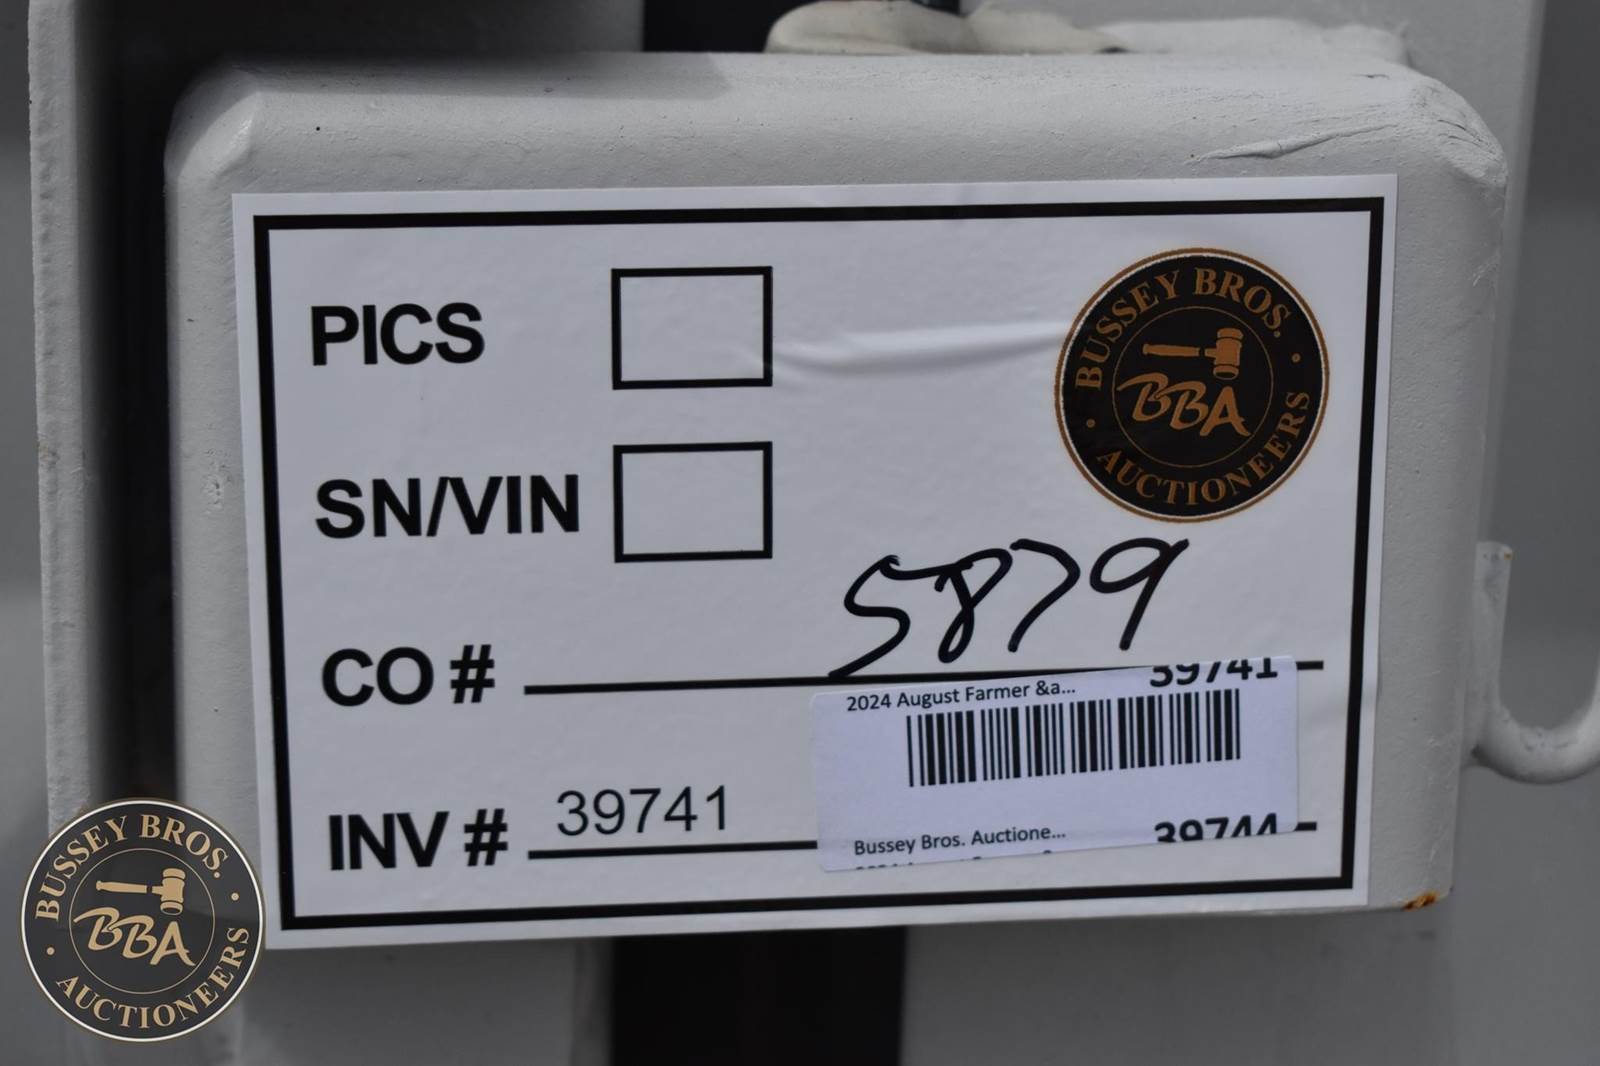 PICS
BUSSEY BROS.
BBA
AUCTIONEERS
SN/VIN
5879
CO #
39741
2024 August Farmer &a...
INV # 39741
Bussey Bros. Auctione...
39744
BUSSEY BROS.
BBA
AUCTIONEERS